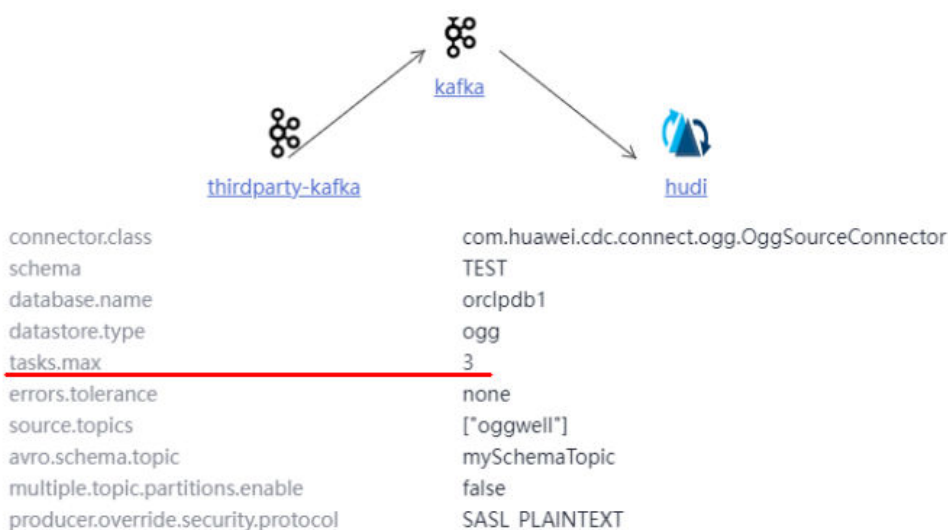 kafka
thirdparty-kafka
hudi
connector.class com.huawei.cdc.connect.ogg.OggSourceConnector
schema TEST
database.name orclpdb1
datastore.type ogg
tasks.max 3
errors.tolerance none
source.topics ["oggwell"]
avro.schema.topic mySchemaTopic
multiple.topic.partitions.enable false
producer.override.security.protocol SASL_PLAINTEXT